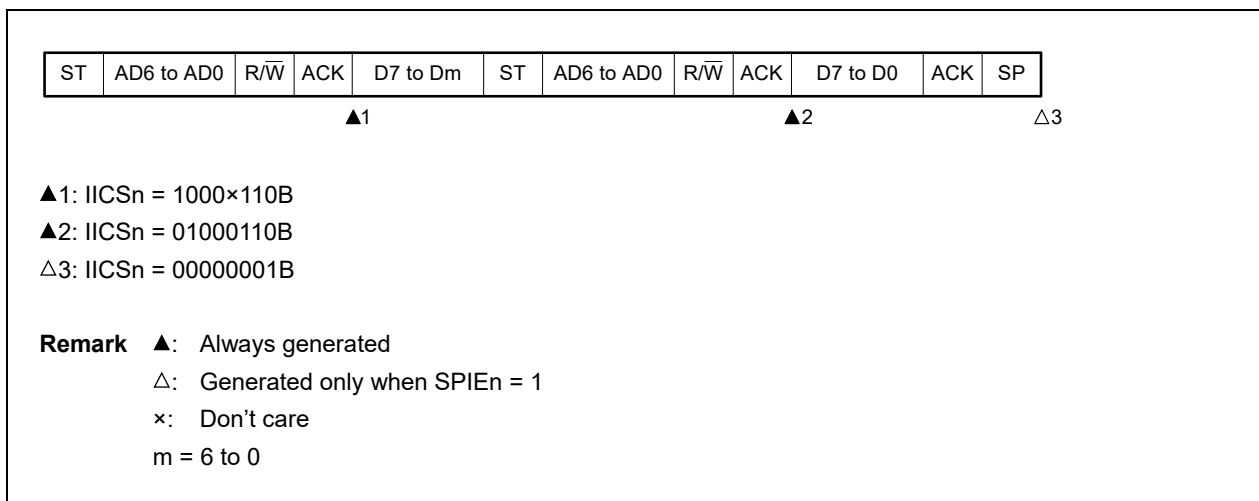 ST AD6 to AD0 R/W̅ ACK D7 to Dm ST AD6 to AD0 R/W̅ ACK D7 to D0 ACK SP
▲1 ▲2 △3
▲1: IICSn = 1000×110B
▲2: IICSn = 01000110B
△3: IICSn = 00000001B
Remark ▲: Always generated
△: Generated only when SPIEn = 1
×: Don't care
m = 6 to 0